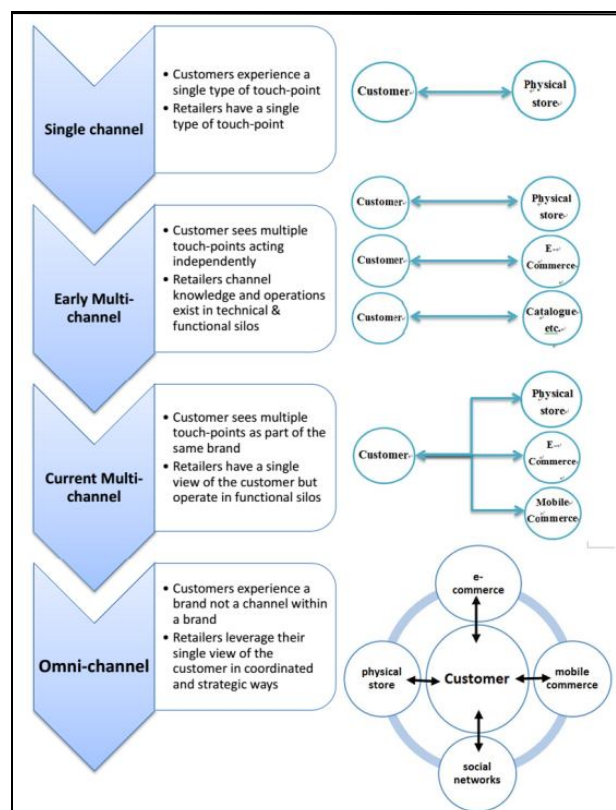 Single channel
• Customers experience a
single type of touch-point
• Retailers have a single
type of touch-point
Customer
Physical
store
Early Multi-
channel
• Customer sees multiple
touch-points acting
independently
• Retailers channel
knowledge and operations
exist in technical &
functional silos
Customer
Physical
store
Customer
E-
Commerce
Customer
Catalogue
etc.
Current Multi-
channel
• Customer sees multiple
touch-points as part of the
same brand
• Retailers have a single
view of the customer but
operate in functional silos
Customer
Physical
store
E-
Commerce
Mobile
Commerce
Omni-channel
• Customers experience a
brand not a channel within
a brand
• Retailers leverage their
single view of the
customer in coordinated
and strategic ways
e-
commerce
physical
store
Customer
mobile
commerce
social
networks